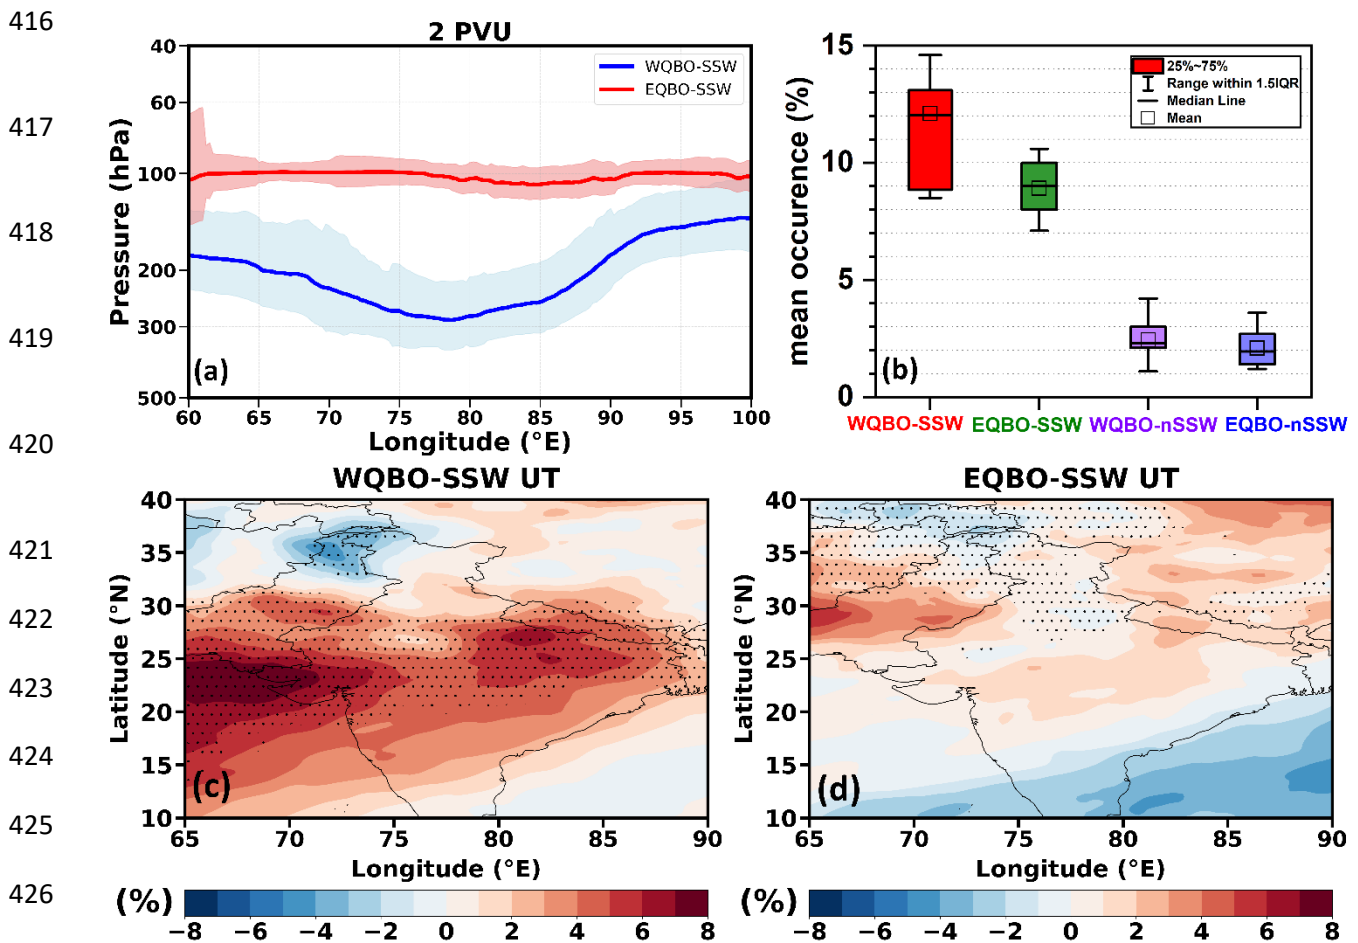 416
417
418
419
420
421
422
423
424
425
426
2 PVU
WQBO-SSW
EQBO-SSW
Pressure (hPa)
40
60
100
200
300
500
(a)
60 65 70 75 80 85 90 95 100
Longitude (°E)
mean occurence (%)
15
10
5
0
25%~75%
Range within 1.5IQR
Median Line
Mean
(b)
WQBO-SSW EQBO-SSW WQBO-nSSW EQBO-nSSW
WQBO-SSW UT
Latitude (°N)
40
35
30
25
20
15
10
(c)
65 70 75 80 85 90
Longitude (°E)
(%)
−8 −6 −4 −2 0 2 4 6 8
EQBO-SSW UT
Latitude (°N)
40
35
30
25
20
15
10
(d)
65 70 75 80 85 90
Longitude (°E)
(%)
−8 −6 −4 −2 0 2 4 6 8